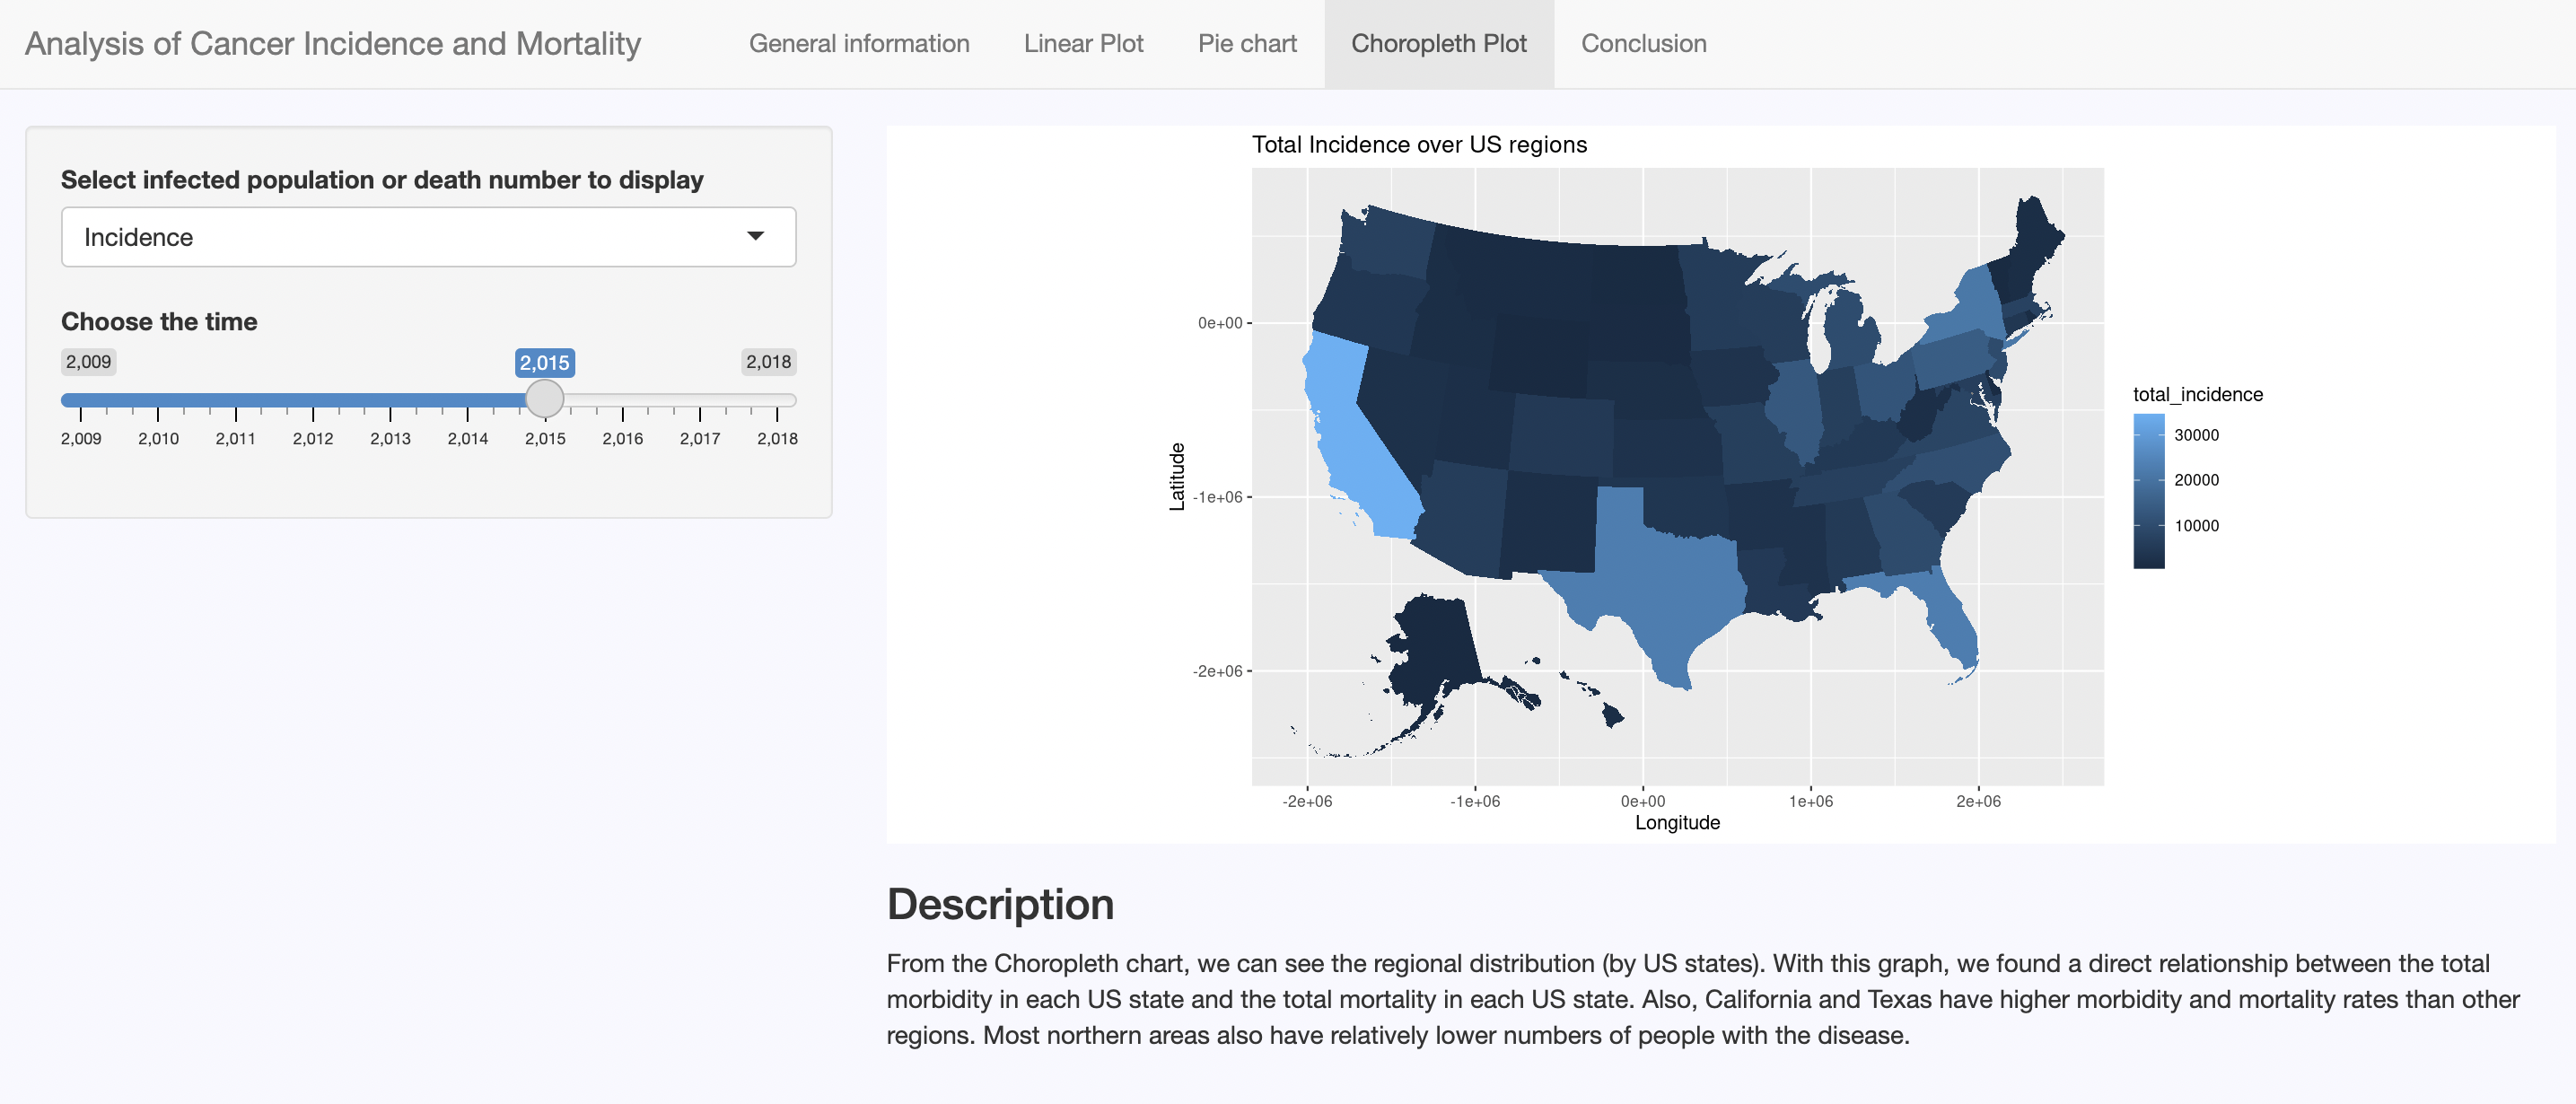 Analysis of Cancer Incidence and Mortality
General information
Linear Plot
Pie chart
Choropleth Plot
Conclusion
Select infected population or death number to display
Incidence
Choose the time
2,009
2,015
2,018
2,009 2,010 2,011 2,012 2,013 2,014 2,015 2,016 2,017 2,018
Total Incidence over US regions
Latitude
0e+00
-1e+06
-2e+06
-2e+06 -1e+06 0e+00 1e+06 2e+06
Longitude
total_incidence
30000
20000
10000
Description
From the Choropleth chart, we can see the regional distribution (by US states). With this graph, we found a direct relationship between the total
morbidity in each US state and the total mortality in each US state. Also, California and Texas have higher morbidity and mortality rates than other
regions. Most northern areas also have relatively lower numbers of people with the disease.